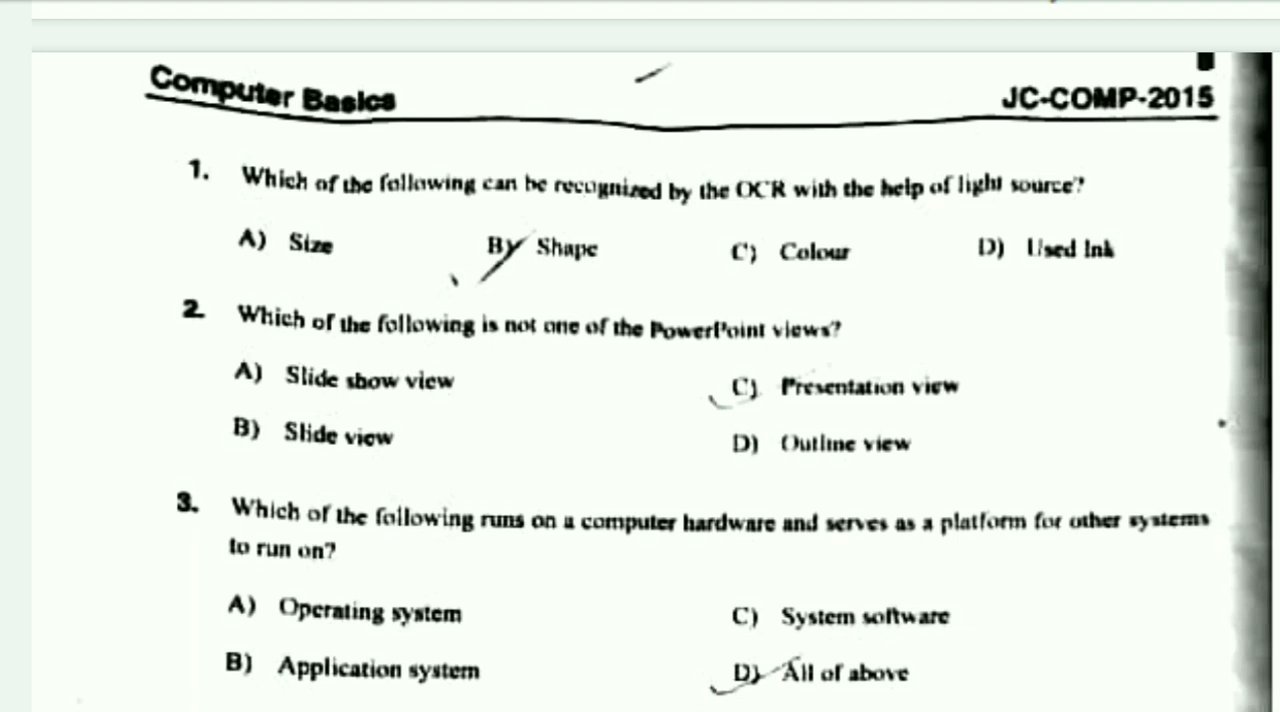 Computer Basics JC-COMP-2015
1. Which of the following can be recognized by the OCR with the help of light source?
A) Size B) Shape C) Colour D) Used Ink
2. Which of the following is not one of the PowerPoint views?
A) Slide show view C) Presentation view
B) Slide view D) Outline view
3. Which of the following runs on a computer hardware and serves as a platform for other systems
to run on?
A) Operating system C) System software
B) Application system D) All of above